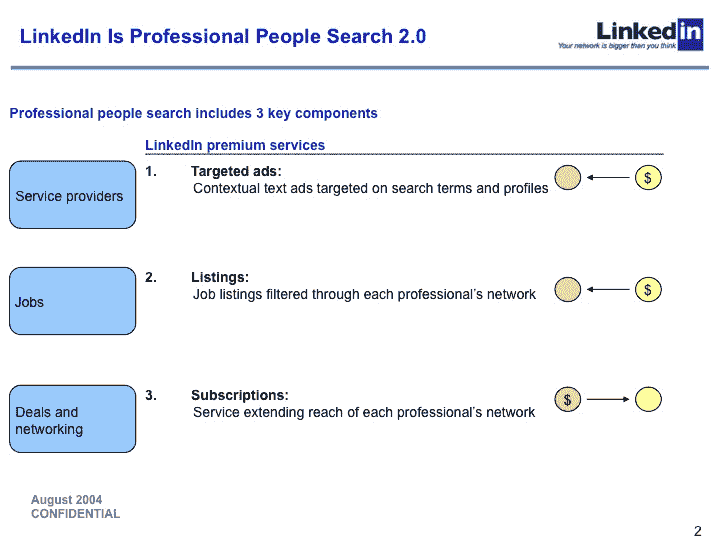 LinkedIn Is Professional People Search 2.0
Linkedin
Your network is bigger than you think
Professional people search includes 3 key components
LinkedIn premium services
Service providers
1. Targeted ads:
Contextual text ads targeted on search terms and profiles
$
Jobs
2. Listings:
Job listings filtered through each professional's network
$
Deals and
networking
3. Subscriptions:
Service extending reach of each professional's network
$
August 2004
CONFIDENTIAL
2